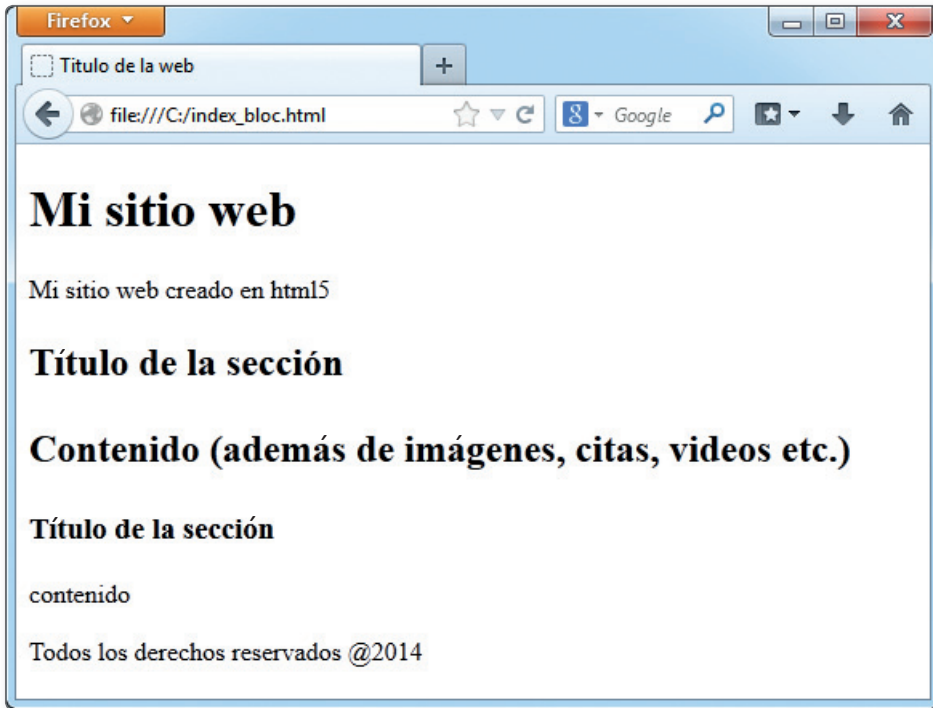 Firefox
Titulo de la web
file:///C:/index_bloc.html
8 Google
Mi sitio web
Mi sitio web creado en html5
Título de la sección
Contenido (además de imágenes, citas, videos etc.)
Título de la sección
contenido
Todos los derechos reservados @2014